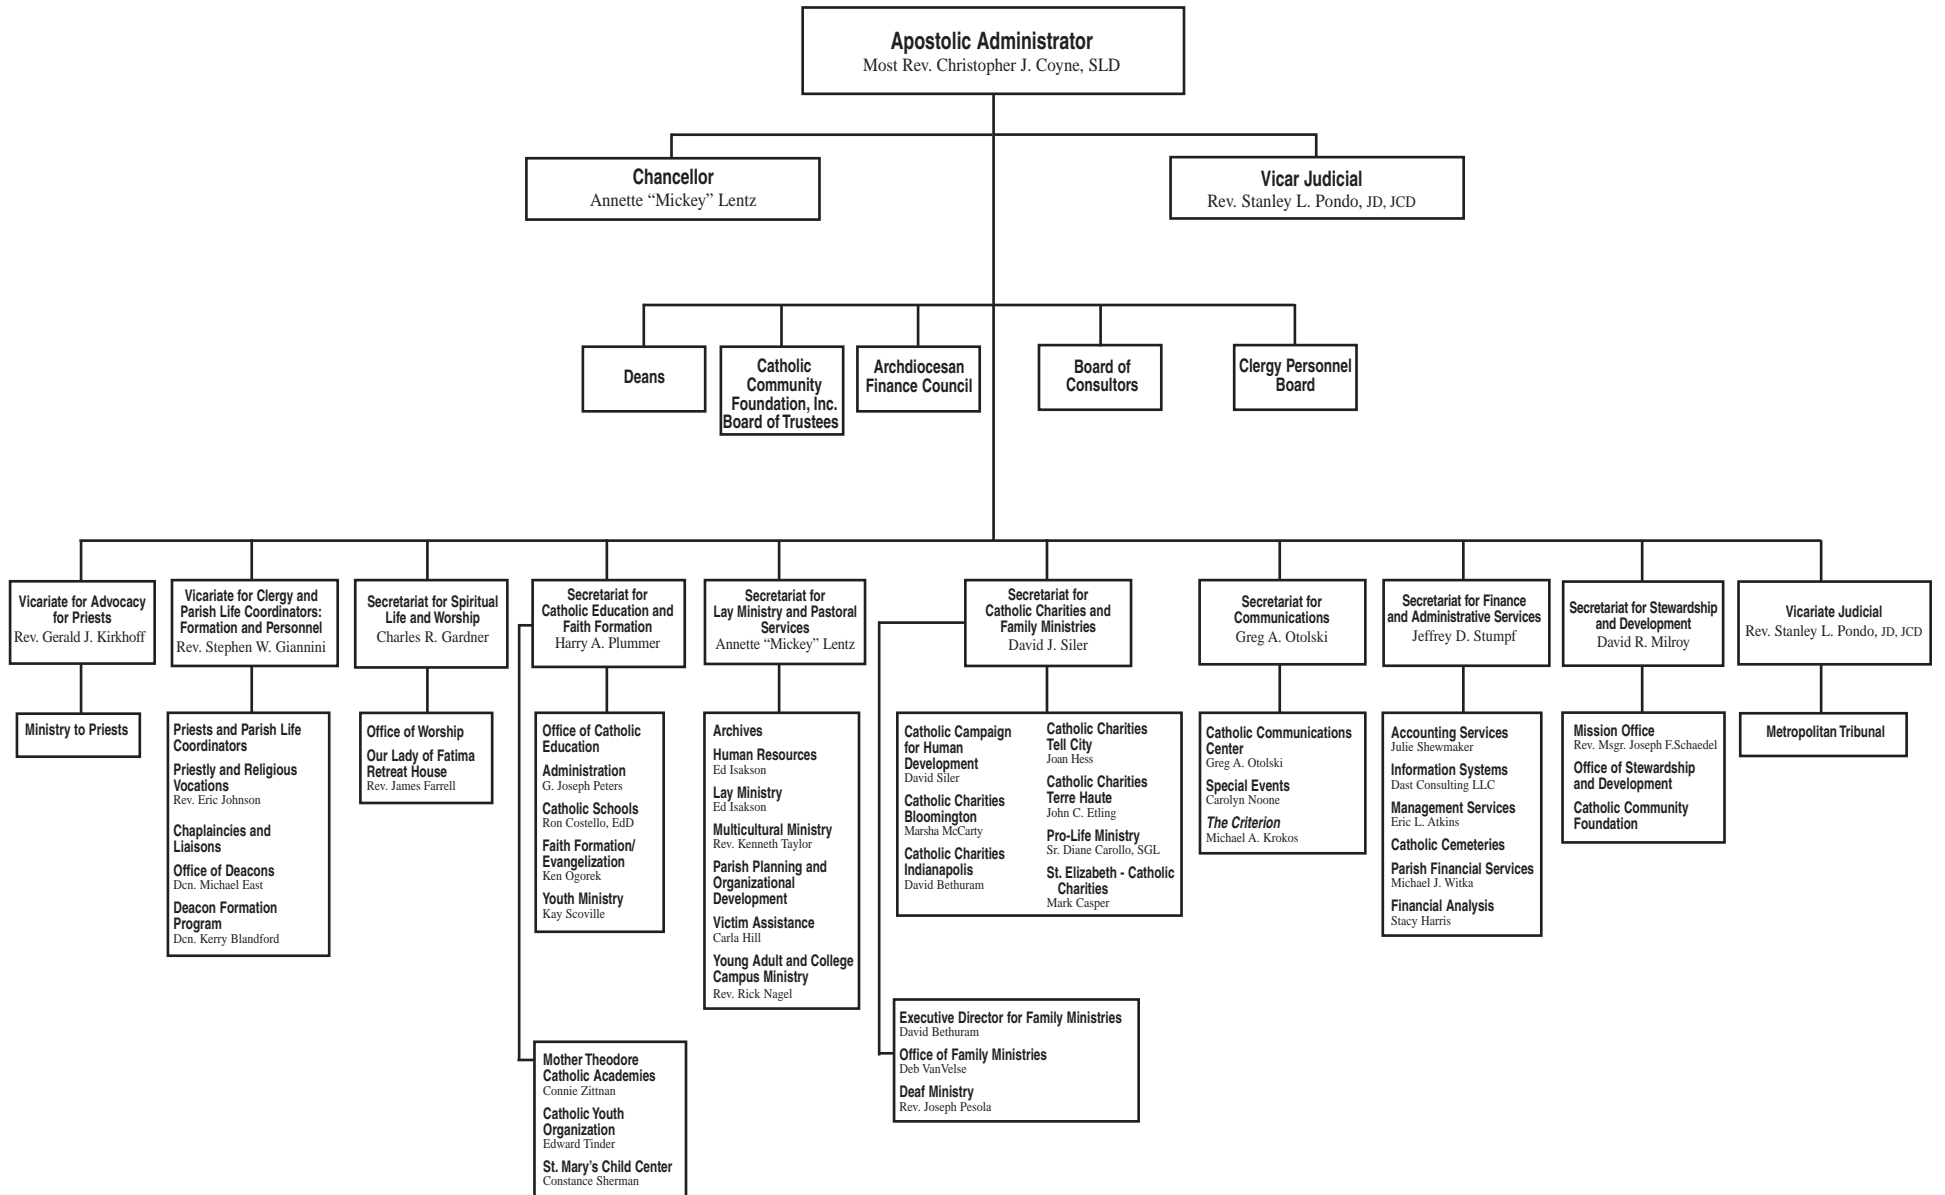 Apostolic Administrator
Most Rev. Christopher J. Coyne, SLD
Chancellor
Annette “Mickey” Lentz
Vicar Judicial
Rev. Stanley L. Pondo, JD, JCD
Deans
Catholic
Community
Foundation, Inc.
Board of Trustees
Archdiocesan
Finance Council
Board of
Consultors
Clergy Personnel
Board
Vicariate for Advocacy
for Priests
Rev. Gerald J. Kirkhoff
Ministry to Priests
Vicariate for Clergy and
Parish Life Coordinators:
Formation and Personnel
Rev. Stephen W. Giannini
Priests and Parish Life
Coordinators
Priestly and Religious
Vocations
Rev. Eric Johnson
Chaplaincies and
Liaisons
Office of Deacons
Dcn. Michael East
Deacon Formation
Program
Dcn. Kerry Blandford
Secretariat for Spiritual
Life and Worship
Charles R. Gardner
Office of Worship
Our Lady of Fatima
Retreat House
Rev. James Farrell
Secretariat for
Catholic Education and
Faith Formation
Harry A. Plummer
Office of Catholic
Education
Administration
G. Joseph Peters
Catholic Schools
Ron Costello, EdD
Faith Formation/
Evangelization
Ken Ogorek
Youth Ministry
Kay Scoville
Mother Theodore
Catholic Academies
Connie Zittnan
Catholic Youth
Organization
Edward Tinder
St. Mary’s Child Center
Constance Sherman
Secretariat for
Lay Ministry and Pastoral
Services
Annette “Mickey” Lentz
Archives
Human Resources
Ed Isakson
Lay Ministry
Ed Isakson
Multicultural Ministry
Rev. Kenneth Taylor
Parish Planning and
Organizational
Development
Victim Assistance
Carla Hill
Young Adult and College
Campus Ministry
Rev. Rick Nagel
Secretariat for
Catholic Charities and
Family Ministries
David J. Siler
Catholic Campaign
for Human
Development
David Siler
Catholic Charities
Bloomington
Marsha McCarty
Catholic Charities
Indianapolis
David Bethuram
Catholic Charities
Tell City
Joan Hess
Catholic Charities
Terre Haute
John C. Etling
Pro-Life Ministry
Sr. Diane Carollo, SGL
St. Elizabeth - Catholic
Charities
Mark Casper
Executive Director for Family Ministries
David Bethuram
Office of Family Ministries
Deb VanVelse
Deaf Ministry
Rev. Joseph Pesola
Secretariat for
Communications
Greg A. Otolski
Catholic Communications
Center
Greg A. Otolski
Special Events
Carolyn Noone
The Criterion
Michael A. Krokos
Secretariat for Finance
and Administrative Services
Jeffrey D. Stumpf
Accounting Services
Julie Shewmaker
Information Systems
Dast Consulting LLC
Management Services
Eric L. Atkins
Catholic Cemeteries
Parish Financial Services
Michael J. Witka
Financial Analysis
Stacy Harris
Secretariat for Stewardship
and Development
David R. Milroy
Mission Office
Rev. Msgr. Joseph F.Schaedel
Office of Stewardship
and Development
Catholic Community
Foundation
Vicariate Judicial
Rev. Stanley L. Pondo, JD, JCD
Metropolitan Tribunal